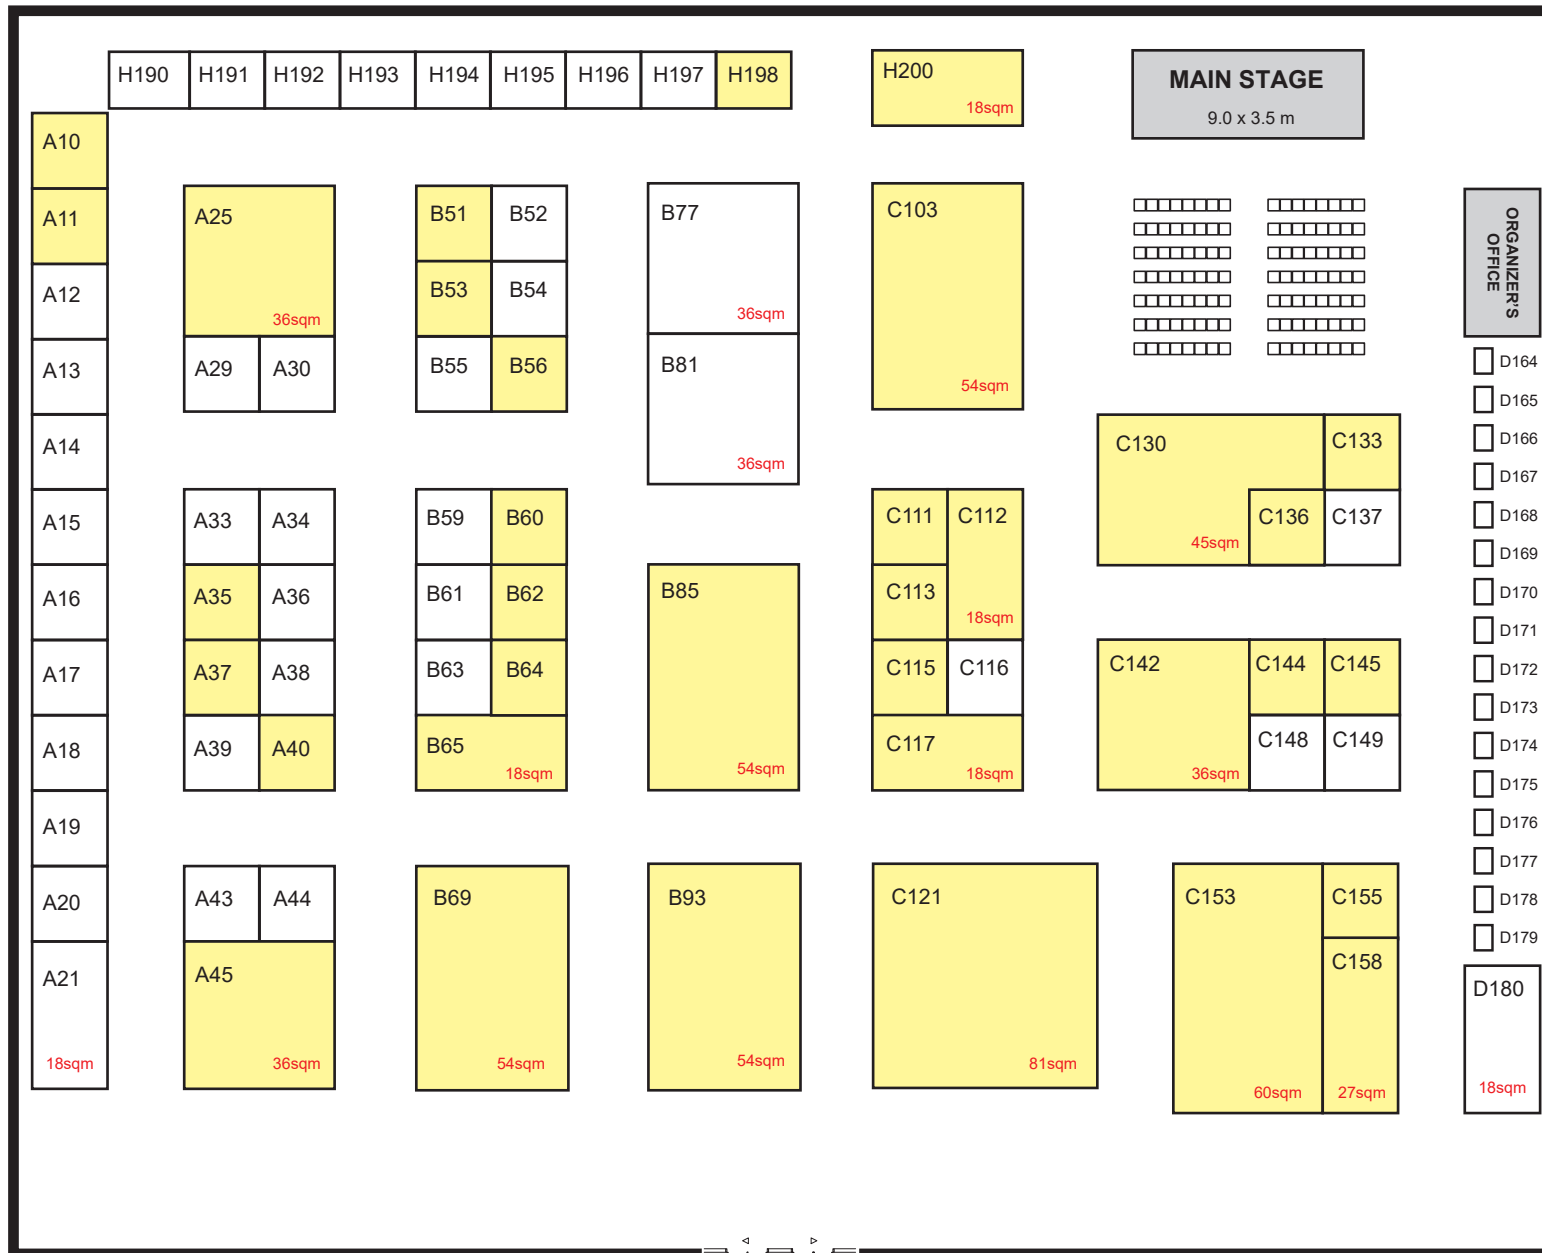 H190 H191 H192 H193 H194 H195 H196 H197 H198
H200
18sqm
MAIN STAGE
9.0 x 3.5 m
A10
A11
A12
A13
A14
A15
A16
A17
A18
A19
A20
A21
18sqm
A25
36sqm
A29 A30
A33 A34
A35 A36
A37 A38
A39 A40
A43 A44
A45
36sqm
B51 B52
B53 B54
B55 B56
B59 B60
B61 B62
B63 B64
B65
18sqm
B69
54sqm
B77
36sqm
B81
36sqm
B85
54sqm
B93
54sqm
C103
54sqm
C111 C112
C113
18sqm
C115 C116
C117
18sqm
C121
81sqm
C130
45sqm
C133
C136 C137
C142
36sqm
C144 C145
C148 C149
C153
60sqm
C155
C158
27sqm
ORGANIZER'S
OFFICE
D164
D165
D166
D167
D168
D169
D170
D171
D172
D173
D174
D175
D176
D177
D178
D179
D180
18sqm